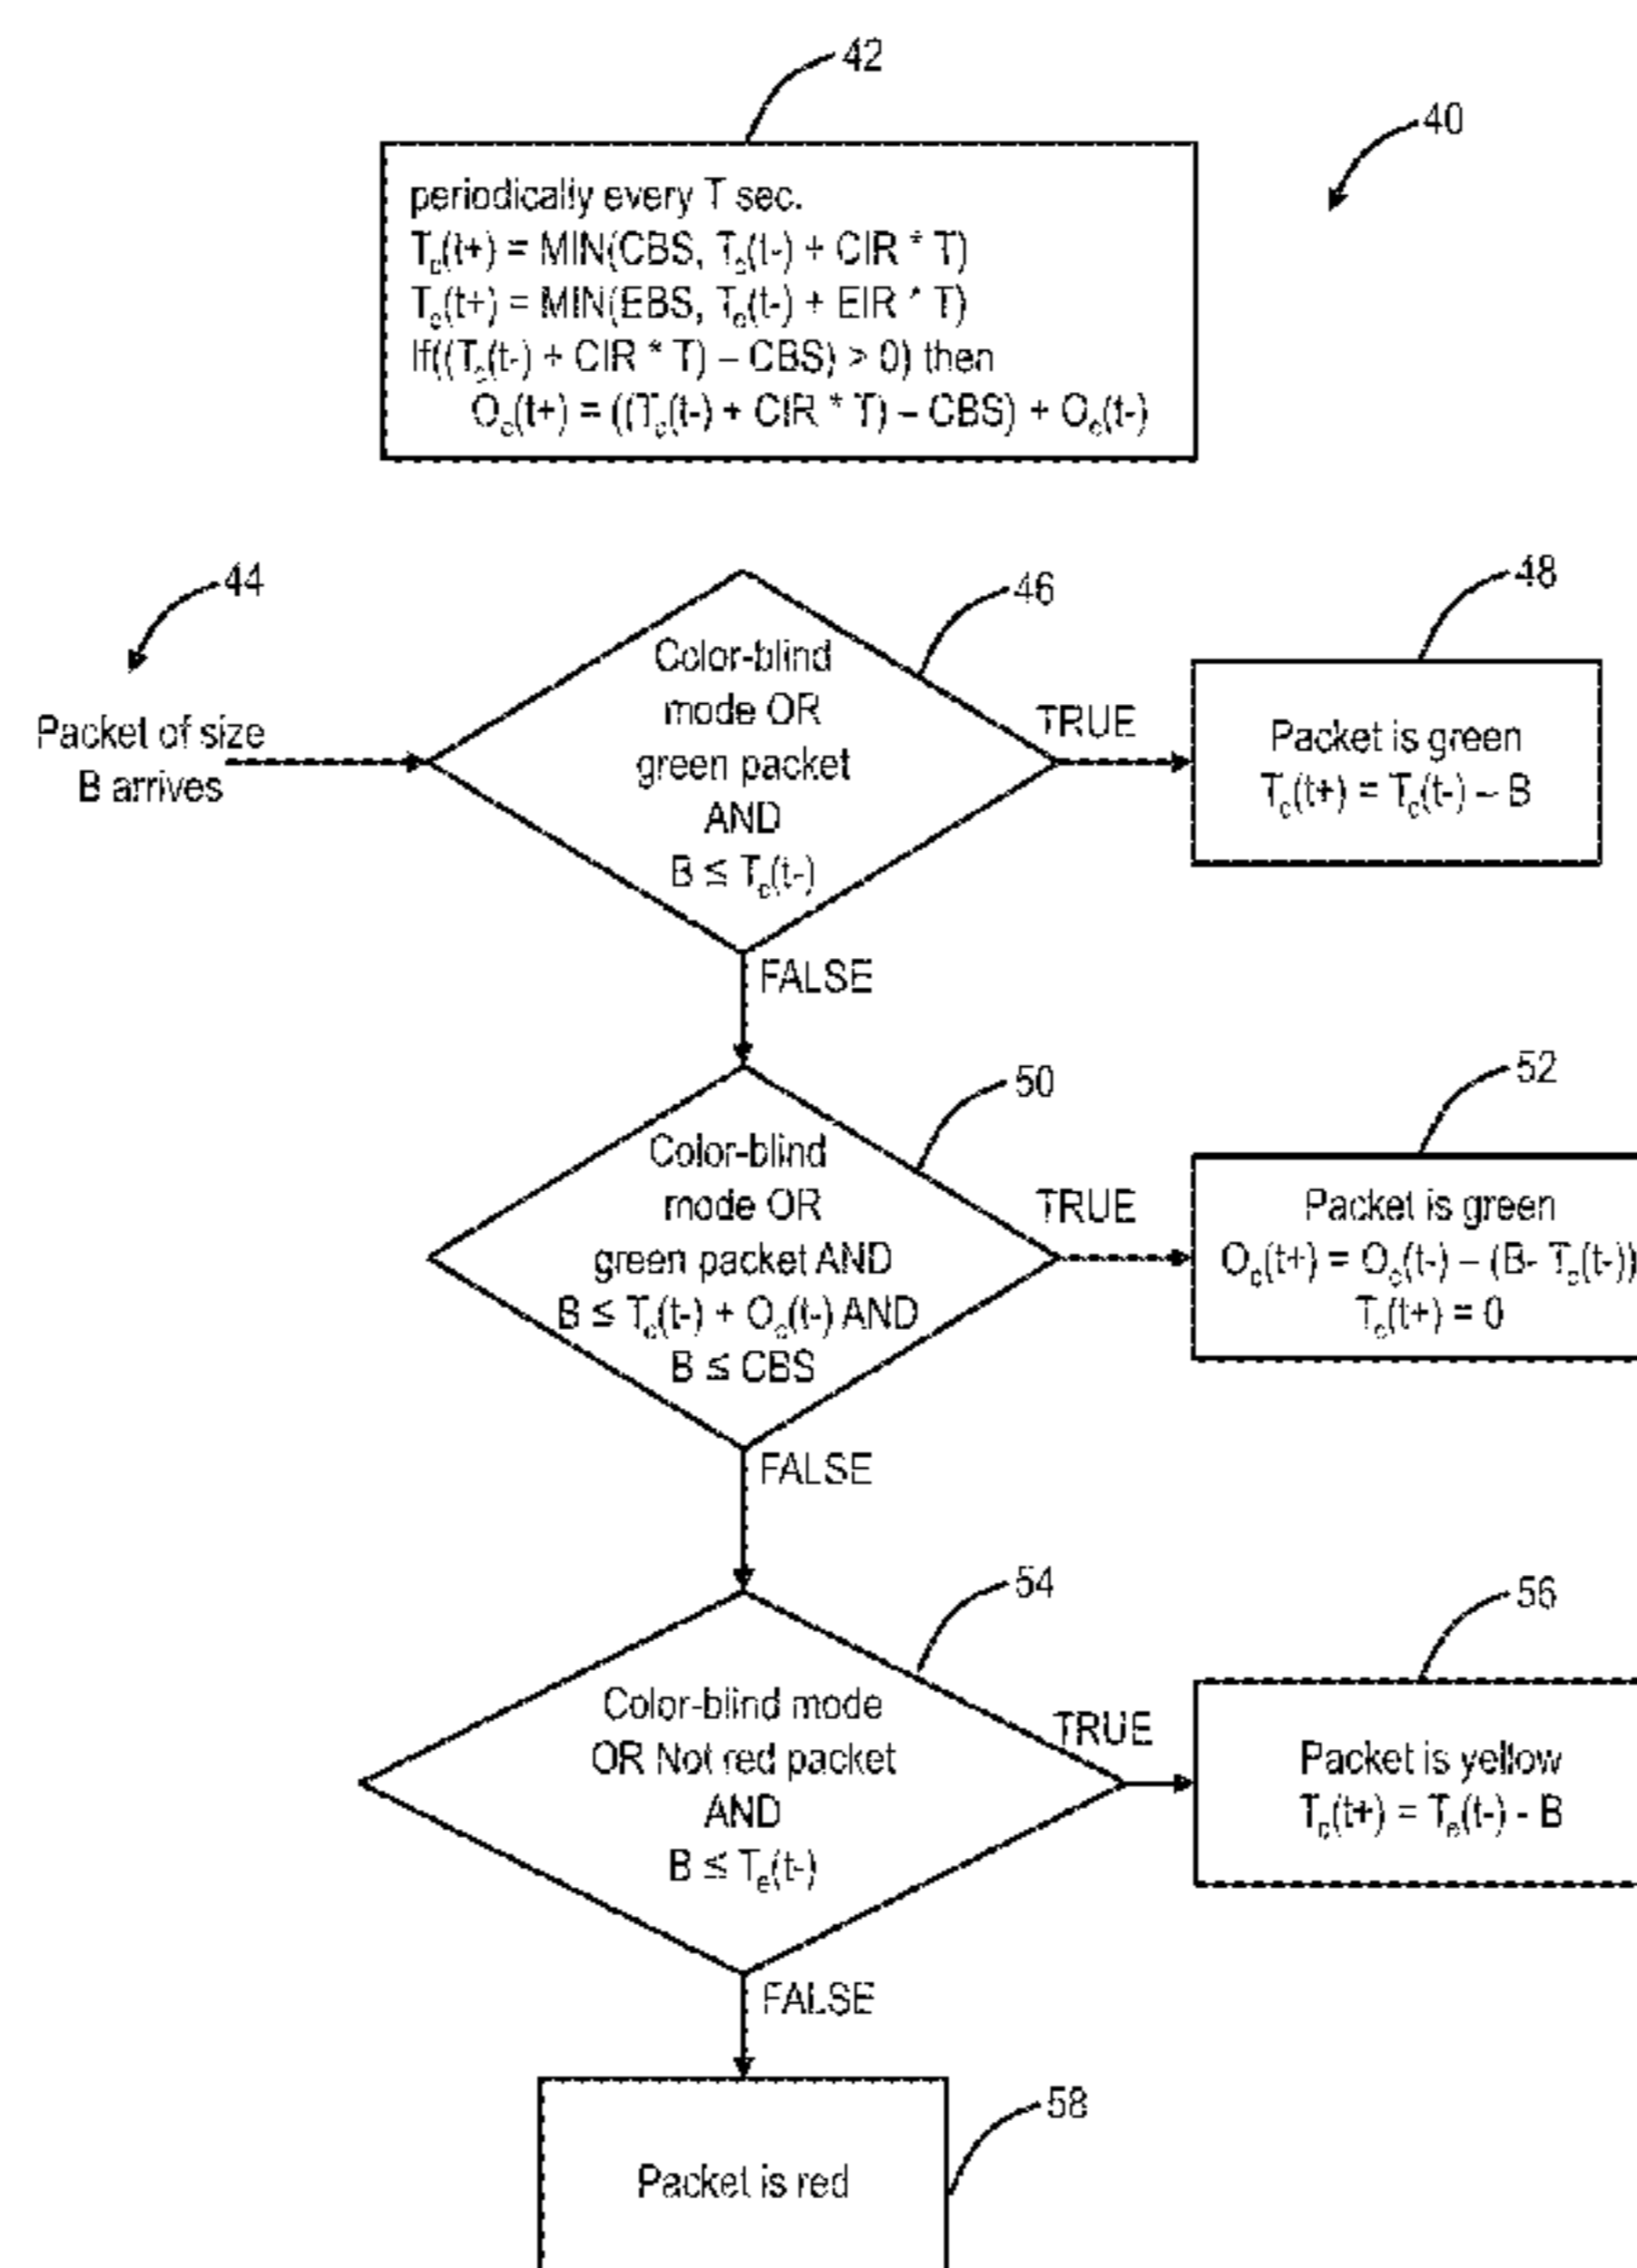 42
40
periodically every T sec.
Tc(t+) = MIN(CBS, Tc(t-) + CIR * T)
Te(t+) = MIN(EBS, Te(t-) + EIR * T)
If((Tc(t-) + CIR * T) – CBS) > 0) then
Oc(t+) = ((Tc(t-) + CIR * T) – CBS) + Oc(t-)
44
Packet of size
B arrives
46
Color-blind
mode OR
green packet
AND
B ≤ Tc(t-)
TRUE
48
Packet is green
Tc(t+) = Tc(t-) – B
FALSE
50
Color-blind
mode OR
green packet AND
B ≤ Tc(t-) + Oc(t-) AND
B ≤ CBS
TRUE
52
Packet is green
Oc(t+) = Oc(t-) – (B- Tc(t-))
Tc(t+) = 0
FALSE
54
Color-blind mode
OR Not red packet
AND
B ≤ Te(t-)
TRUE
56
Packet is yellow
Tc(t+) = Te(t-) - B
FALSE
58
Packet is red